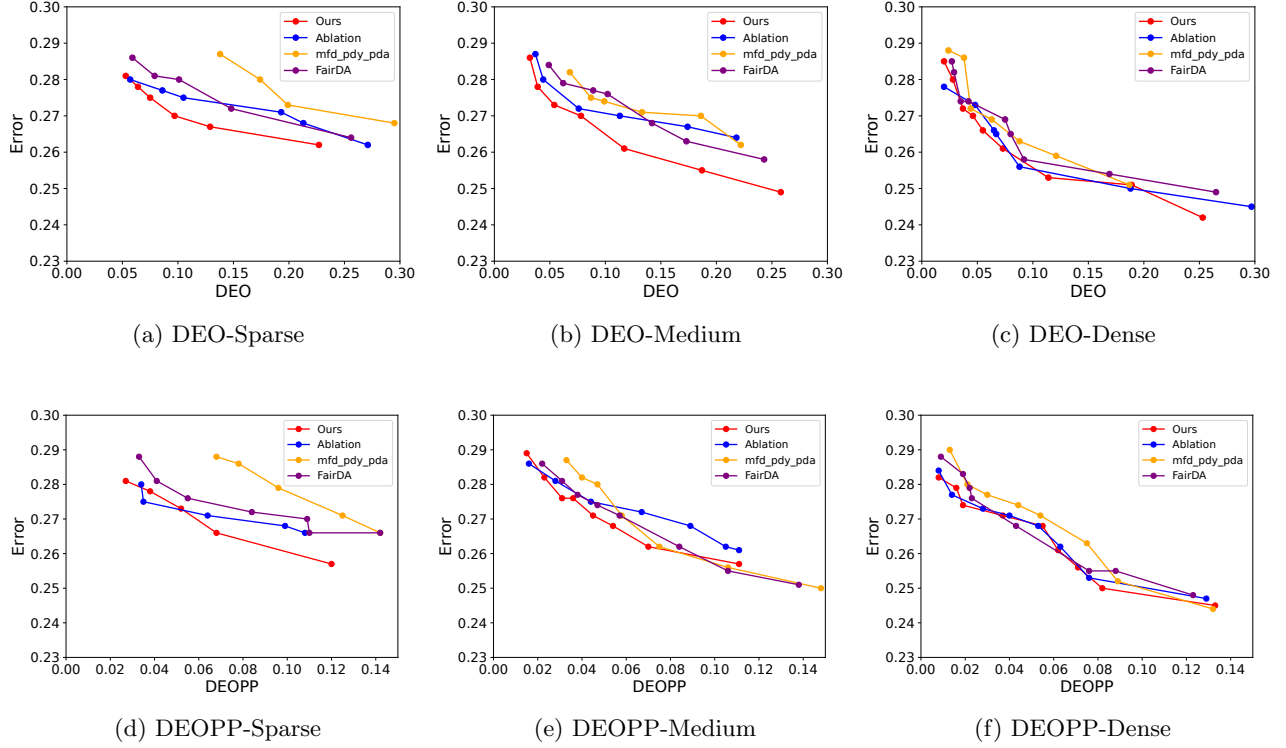 0.30
0.29
0.28
0.27
0.26
0.25
0.24
0.23
Error
0.00 0.05 0.10 0.15 0.20 0.25 0.30
DEO
Ours
Ablation
mfd_pdy_pda
FairDA
(a) DEO-Sparse
0.30
0.29
0.28
0.27
0.26
0.25
0.24
0.23
Error
0.00 0.05 0.10 0.15 0.20 0.25 0.30
DEO
Ours
Ablation
mfd_pdy_pda
FairDA
(b) DEO-Medium
0.30
0.29
0.28
0.27
0.26
0.25
0.24
0.23
Error
0.00 0.05 0.10 0.15 0.20 0.25 0.30
DEO
Ours
Ablation
mfd_pdy_pda
FairDA
(c) DEO-Dense
0.30
0.29
0.28
0.27
0.26
0.25
0.24
0.23
Error
0.00 0.02 0.04 0.06 0.08 0.10 0.12 0.14
DEOPP
Ours
Ablation
mfd_pdy_pda
FairDA
(d) DEOPP-Sparse
0.30
0.29
0.28
0.27
0.26
0.25
0.24
0.23
Error
0.00 0.02 0.04 0.06 0.08 0.10 0.12 0.14
DEOPP
Ours
Ablation
mfd_pdy_pda
FairDA
(e) DEOPP-Medium
0.30
0.29
0.28
0.27
0.26
0.25
0.24
0.23
Error
0.00 0.02 0.04 0.06 0.08 0.10 0.12 0.14
DEOPP
Ours
Ablation
mfd_pdy_pda
FairDA
(f) DEOPP-Dense